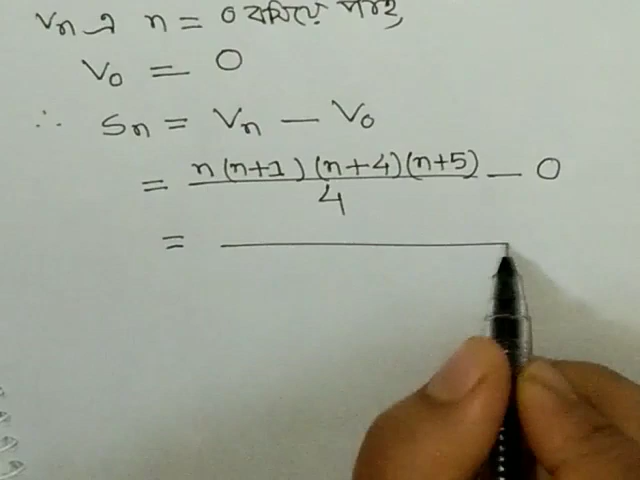 Vn এ n = 0 বসিয়ে পাই,
V₀ = 0
∴ Sn = Vn − V₀
= n(n+1)(n+4)(n+5)/4 − 0
=